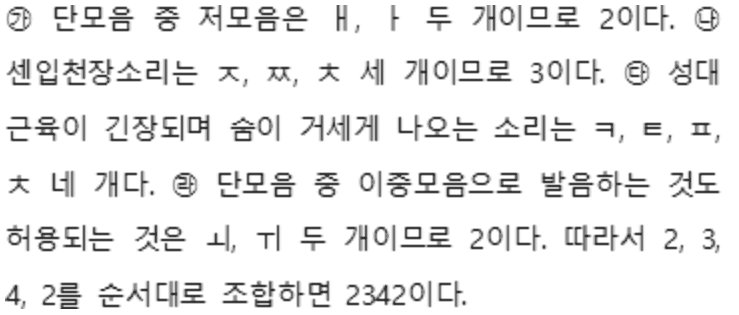 ㉮ 단모음 중 저모음은 ㅐ, ㅏ 두 개이므로 2이다. ㉯
센입천장소리는 ㅈ, ㅉ, ㅊ 세 개이므로 3이다. ㉰ 성대
근육이 긴장되며 숨이 거세게 나오는 소리는 ㅋ, ㅌ, ㅍ,
ㅊ 네 개다. ㉱ 단모음 중 이중모음으로 발음하는 것도
허용되는 것은 ㅚ, ㅟ 두 개이므로 2이다. 따라서 2, 3,
4, 2를 순서대로 조합하면 2342이다.